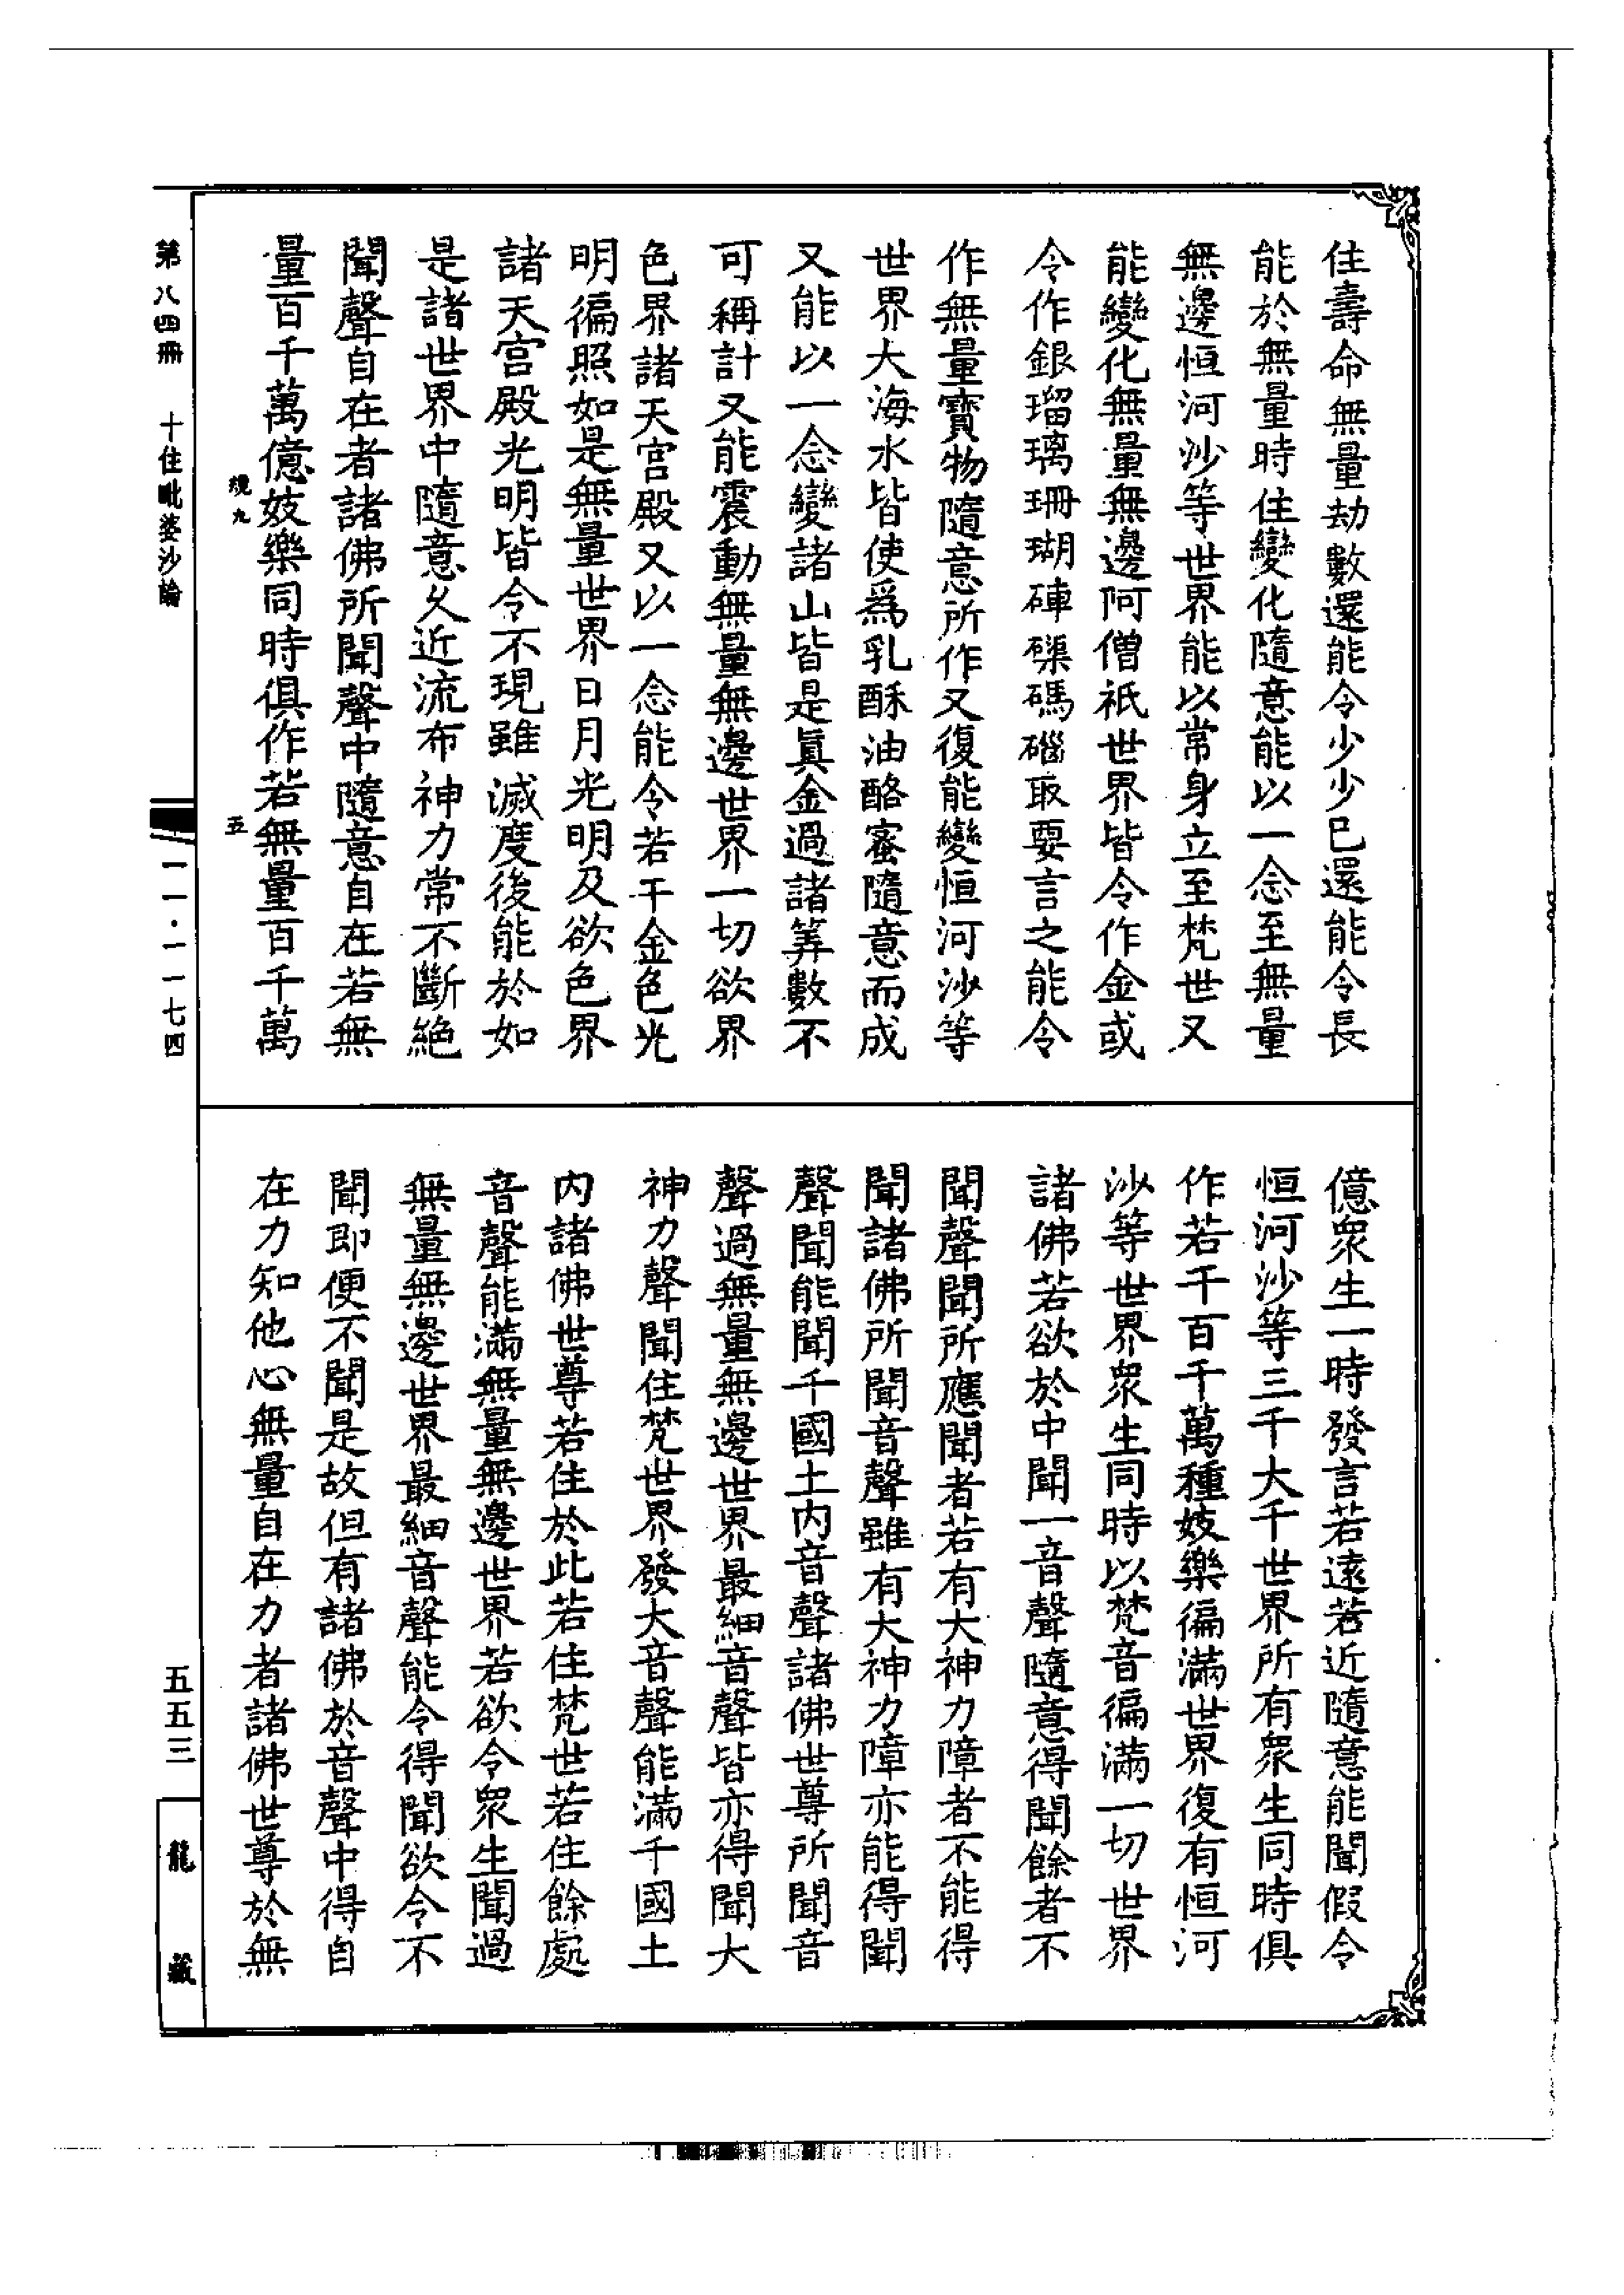 住壽命無量劫數還能令少少已還能令長
能於無量時住變化隨意能以一念至無量
無邊恒河沙等世界能以常身立至梵世又
能變化無量無邊阿僧祇世界皆令作金或
令作銀瑠璃珊瑚硨磲碼碯取要言之能令
作無量寶物隨意所作又復能變恒河沙等
世界大海水皆使爲乳酥油酪蜜隨意而成
又能以一念變諸山皆是眞金過諸筭數不
可稱計又能震動無量無邊世界一切欲界
色界諸天宮殿又以一念能令若干金色光
明徧照如是無量世界日月光明及欲色界
諸天宮殿光明皆令不現雖滅度後能於如
是諸世界中隨意久近流布神力常不斷絕
聞聲自在者諸佛所聞聲中隨意自在若無
量百千萬億妓樂同時俱作若無量百千萬
億衆生一時發言若遠若近隨意能聞假令
恒河沙等三千大千世界所有衆生同時俱
作若干百千萬種妓樂徧滿世界復有恒河
沙等世界衆生同時以梵音徧滿一切世界
諸佛若欲於中聞一音聲隨意得聞餘者不
聞聲聞所應聞者若有大神力障者不能得
聞諸佛所聞音聲雖有大神力障亦能得聞
聲聞能聞千國土内音聲諸佛世尊所聞音
聲過無量無邊世界最細音聲皆亦得聞大
神力聲聞住梵世界發大音聲能滿千國土
内諸佛世尊若住於此若住梵世若住餘處
音聲能滿無量無邊世界若欲令衆生聞過
無量無邊世界最細音聲能令得聞欲令不
聞即便不聞是故但有諸佛於音聲中得自
在力知他心無量自在力者諸佛世尊於無
第八四冊 十住毗婆沙論
一一·一一七四
五五三
龍藏
九
五